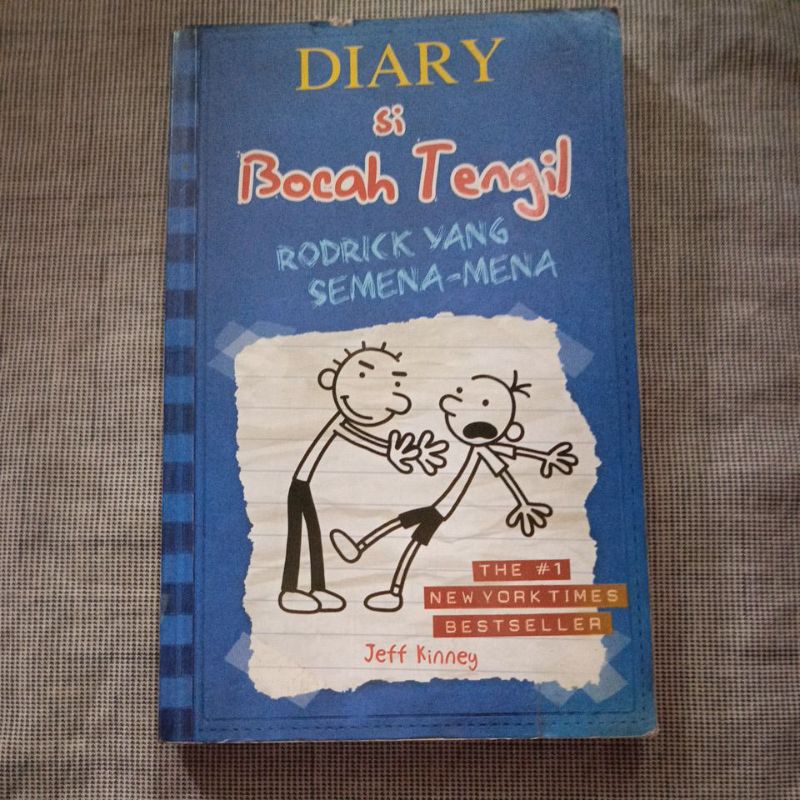 DIARY
si
Bocah Tengil
RODRICK YANG
SEMENA-MENA
THE #1
NEW YORK TIMES
BESTSELLER
Jeff Kinney